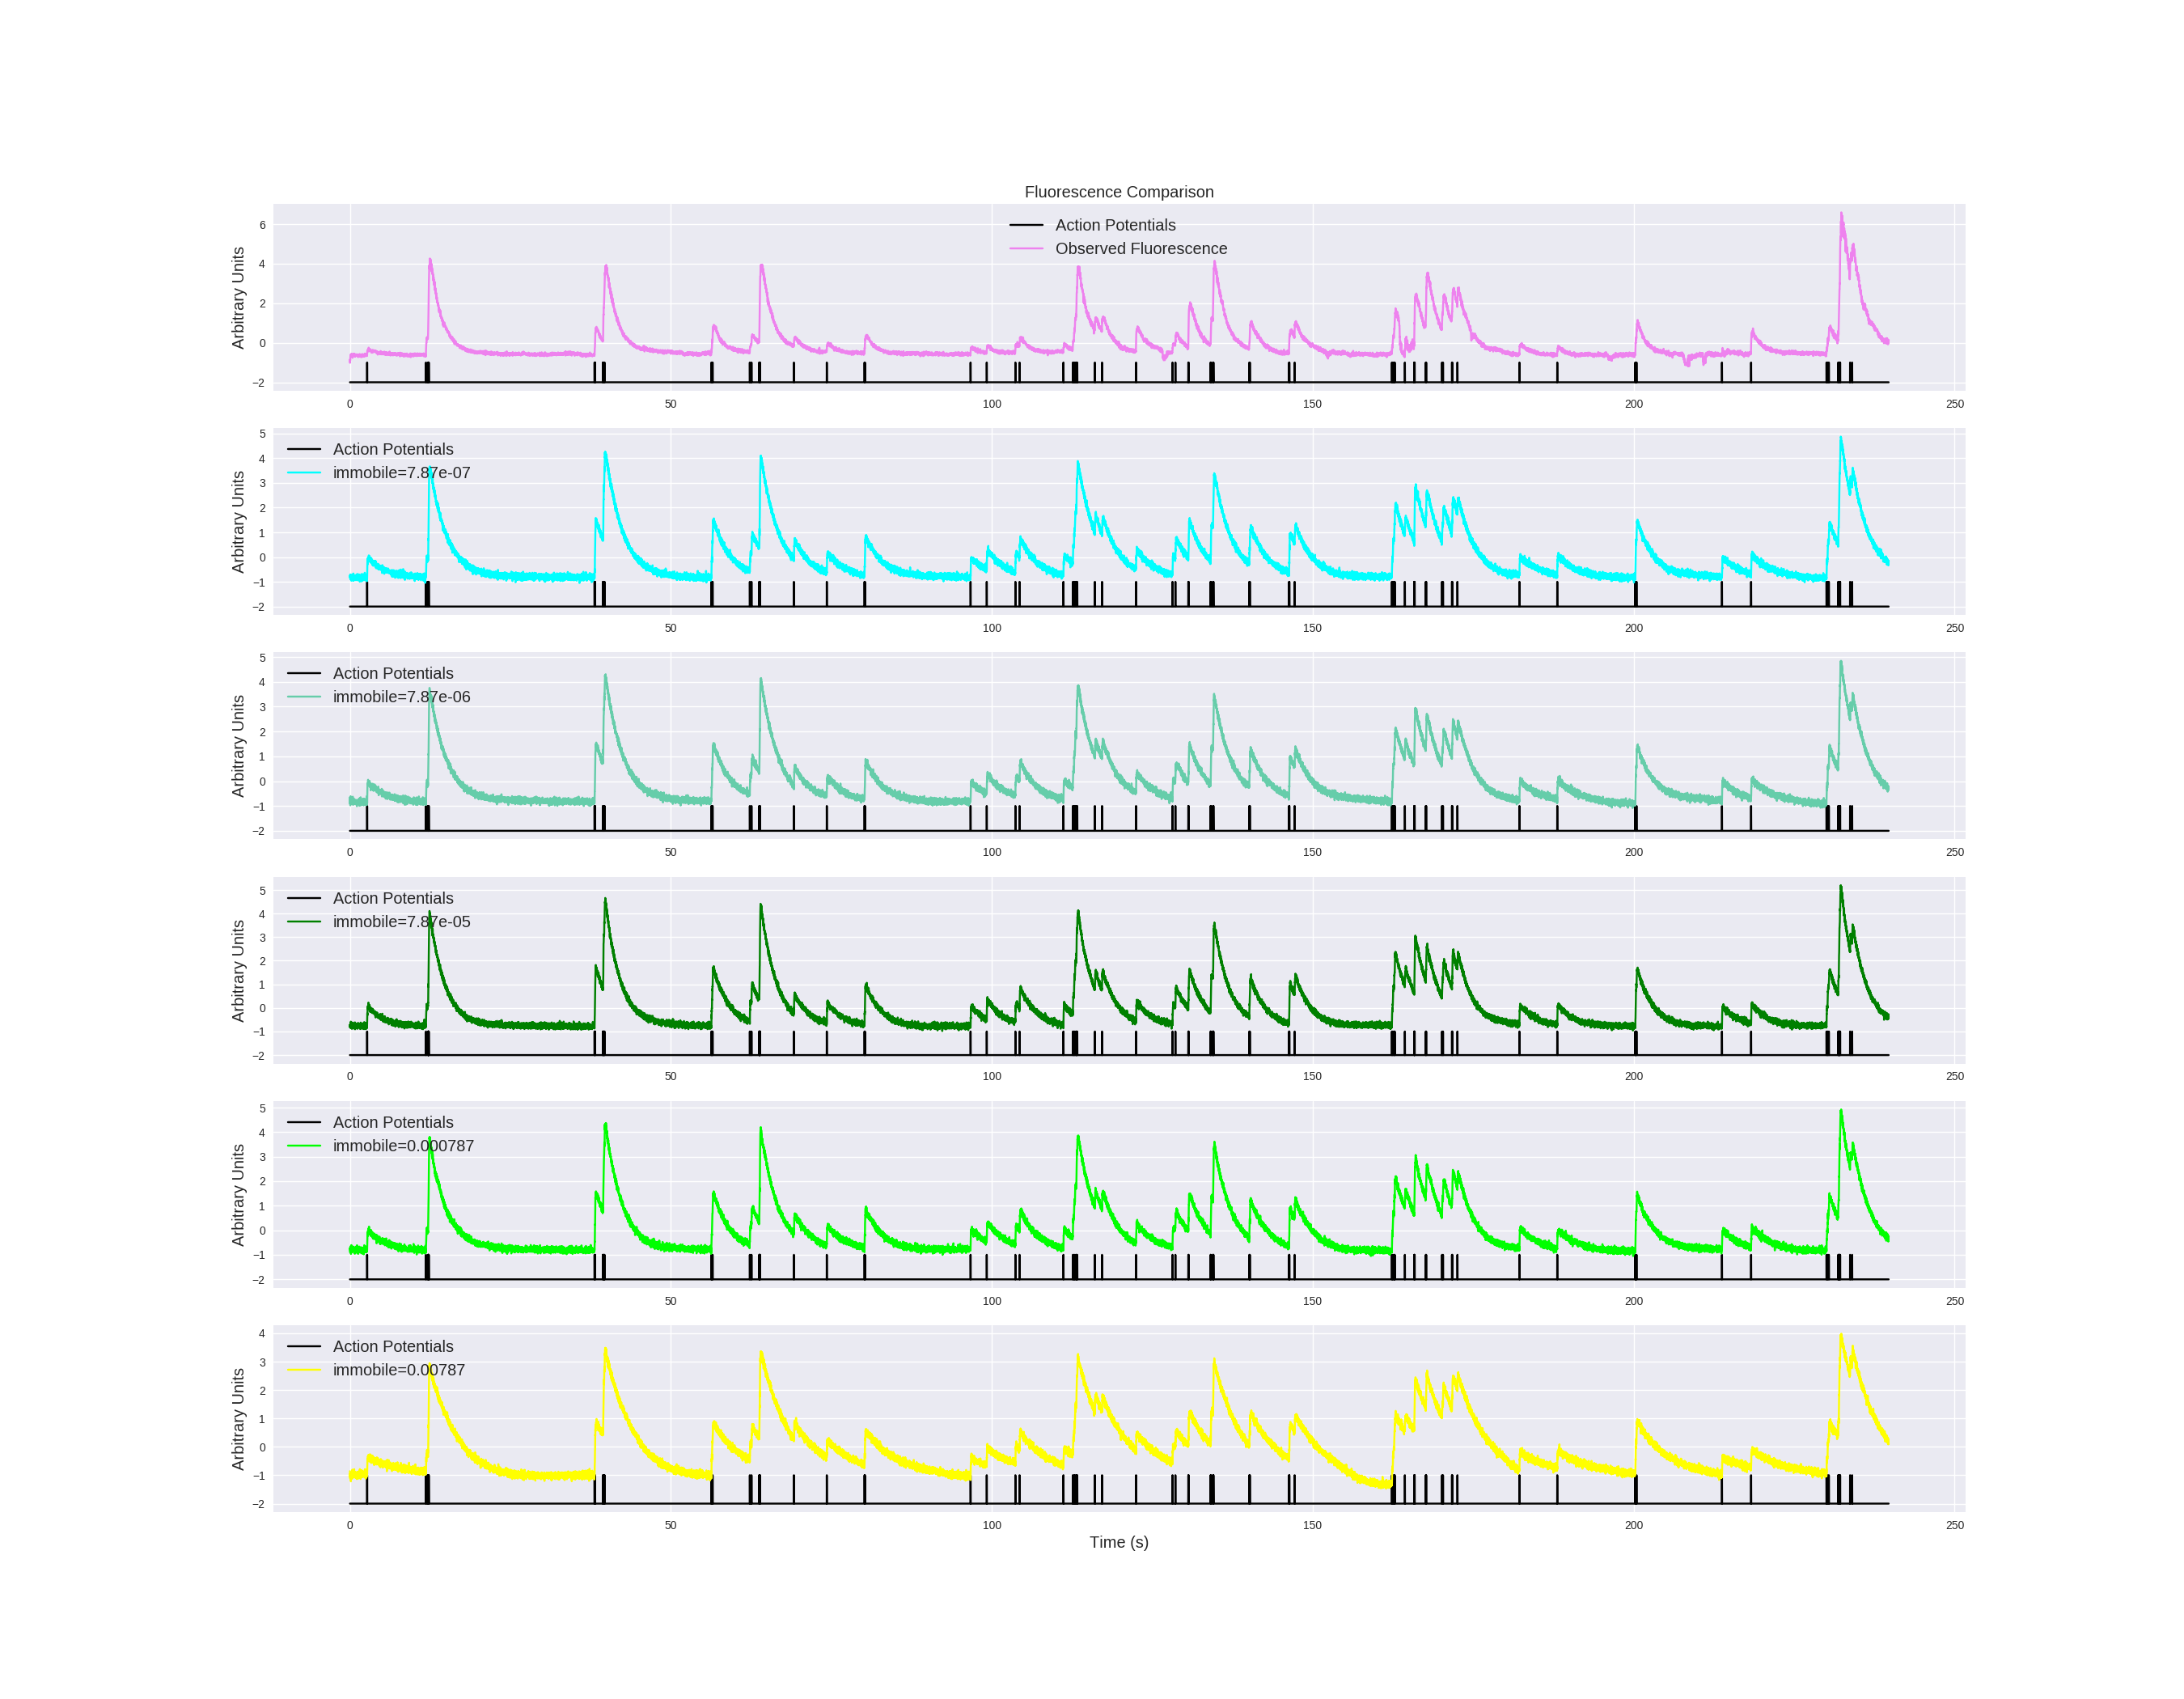 Fluorescence Comparison
Action Potentials
Observed Fluorescence
Arbitrary Units
6
4
2
0
−2
0 50 100 150 200 250
Action Potentials
immobile=7.87e-07
Arbitrary Units
5
4
3
2
1
0
−1
−2
0 50 100 150 200 250
Action Potentials
immobile=7.87e-06
Arbitrary Units
5
4
3
2
1
0
−1
−2
0 50 100 150 200 250
Action Potentials
immobile=7.87e-05
Arbitrary Units
5
4
3
2
1
0
−1
−2
0 50 100 150 200 250
Action Potentials
immobile=0.000787
Arbitrary Units
5
4
3
2
1
0
−1
−2
0 50 100 150 200 250
Action Potentials
immobile=0.00787
Arbitrary Units
4
3
2
1
0
−1
−2
0 50 100 150 200 250
Time (s)